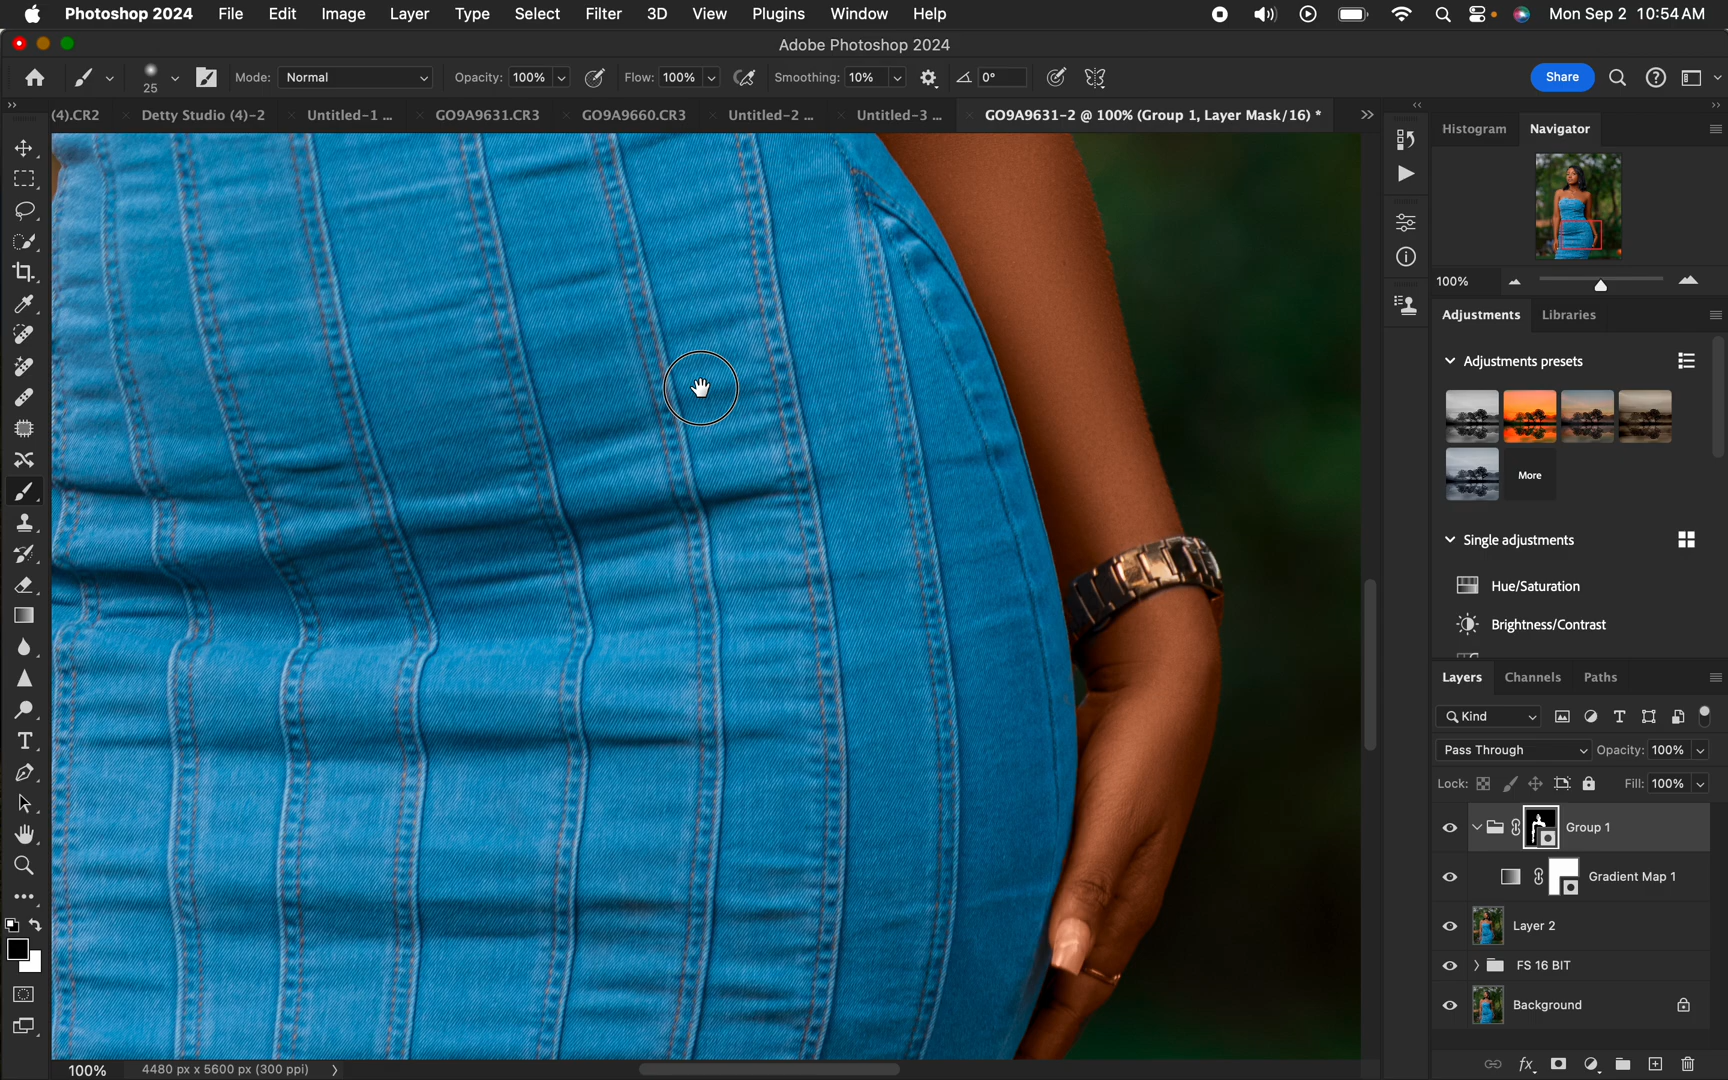 Photoshop 2024 File Edit Image Layer Type Select Filter 3D View Plugins Window Help Mon Sep 2 10:54 AM
Adobe Photoshop 2024
25 Mode: Normal Opacity: 100% Flow: 100% Smoothing: 10% 0° Share
(4).CR2 Detty Studio (4)-2 Untitled-1 ... GO9A9631.CR3 GO9A9660.CR3 Untitled-2 ... Untitled-3 ... GO9A9631-2 @ 100% (Group 1, Layer Mask/16) *
Histogram Navigator
100%
Adjustments Libraries
Adjustments presets
More
Single adjustments
Hue/Saturation
Brightness/Contrast
Layers Channels Paths
Kind
Pass Through Opacity: 100%
Lock: Fill: 100%
Group 1
Gradient Map 1
Layer 2
FS 16 BIT
Background
100% 4480 px x 5600 px (300 ppi)